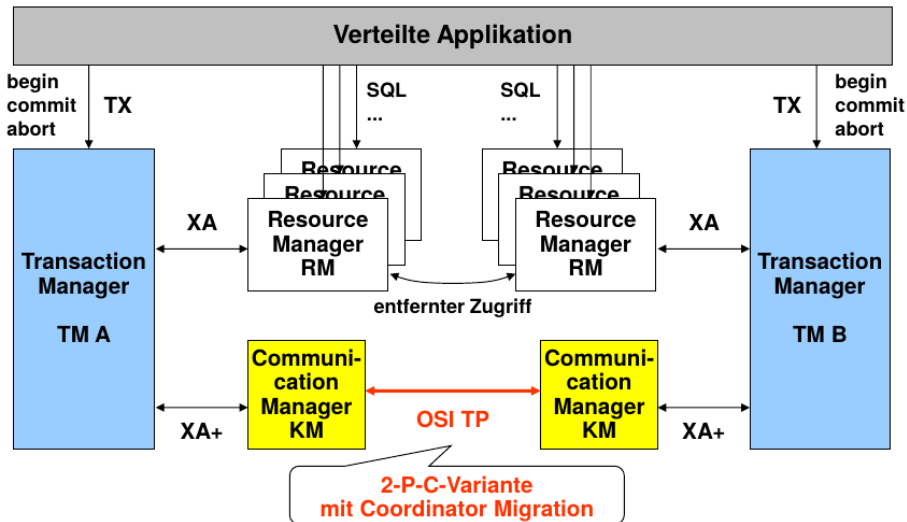 Verteilte Applikation
begin
commit
abort
TX
SQL
...
SQL
...
TX
begin
commit
abort
Resource
Resource
Resource
Manager
RM
Resource
Resource
Resource
Manager
RM
XA
XA
Transaction
Manager
TM A
Transaction
Manager
TM B
entfernter Zugriff
Communi-
cation
Manager
KM
Communi-
cation
Manager
KM
OSI TP
XA+
XA+
2-P-C-Variante
mit Coordinator Migration